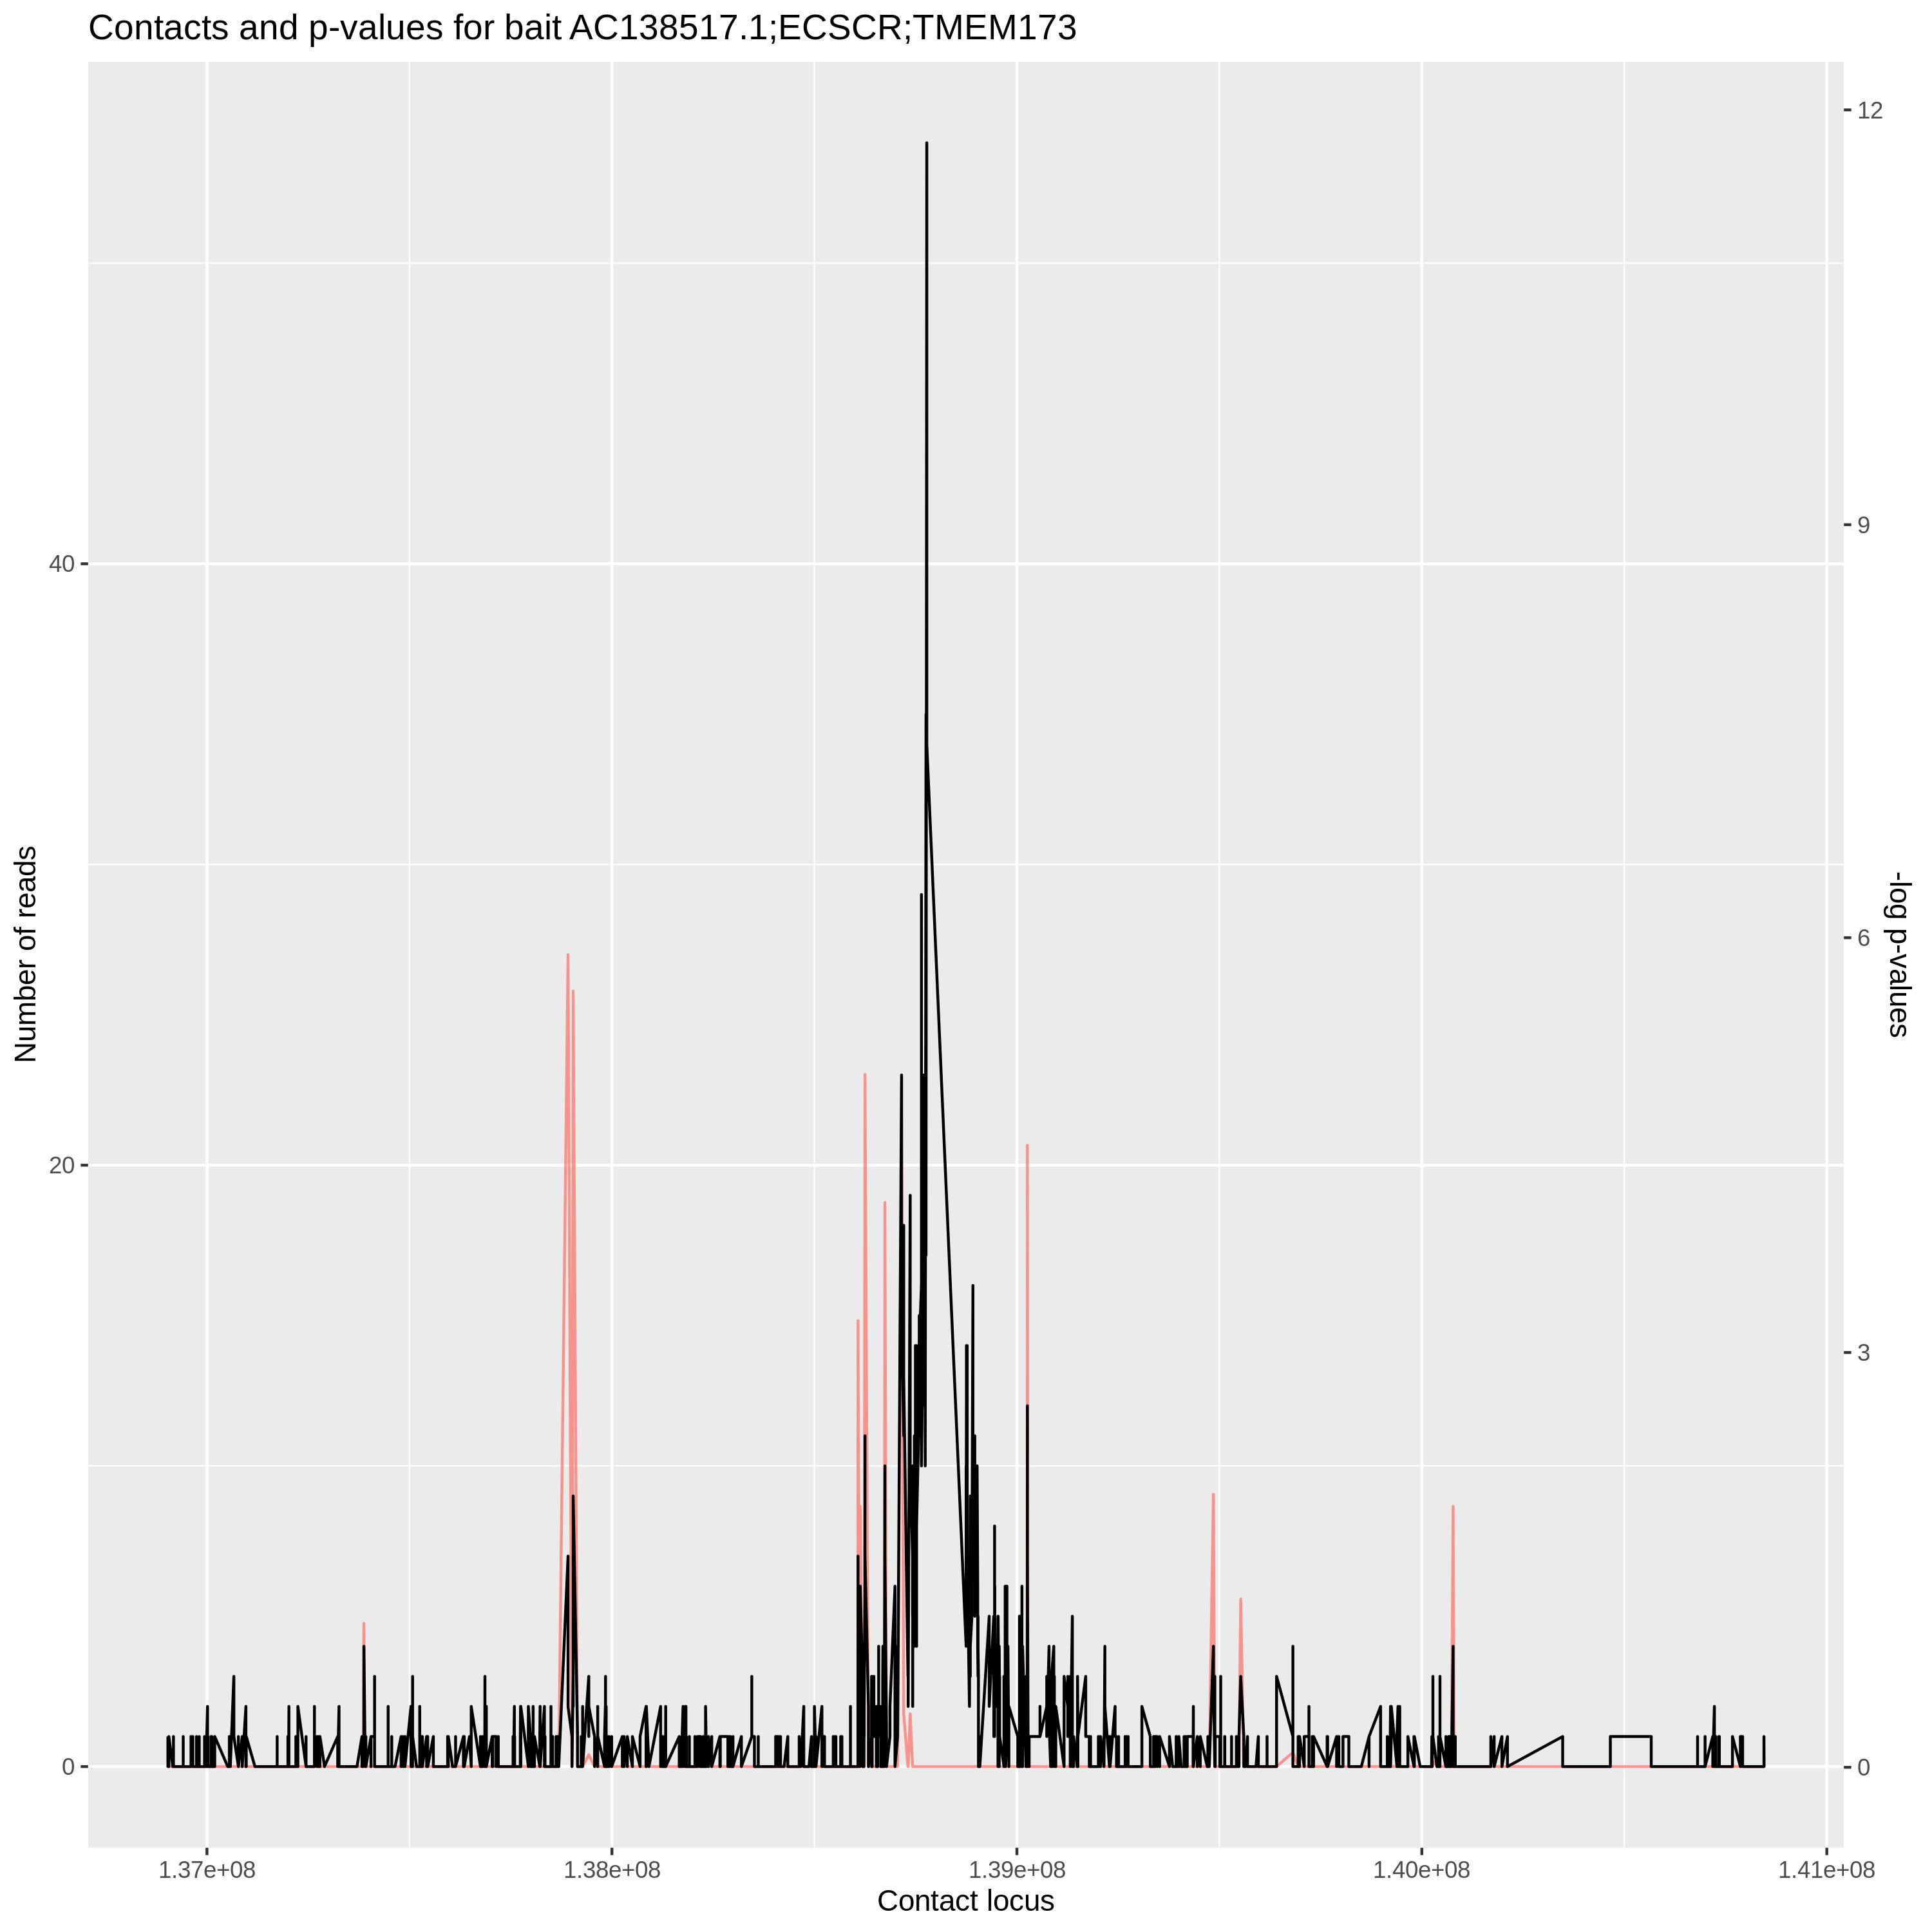 Contacts and p-values for bait AC138517.1;ECSCR;TMEM173
12
9
40
6
Number of reads
-log p-values
20
3
0
0
1.37e+08
1.38e+08
1.39e+08
1.40e+08
1.41e+08
Contact locus